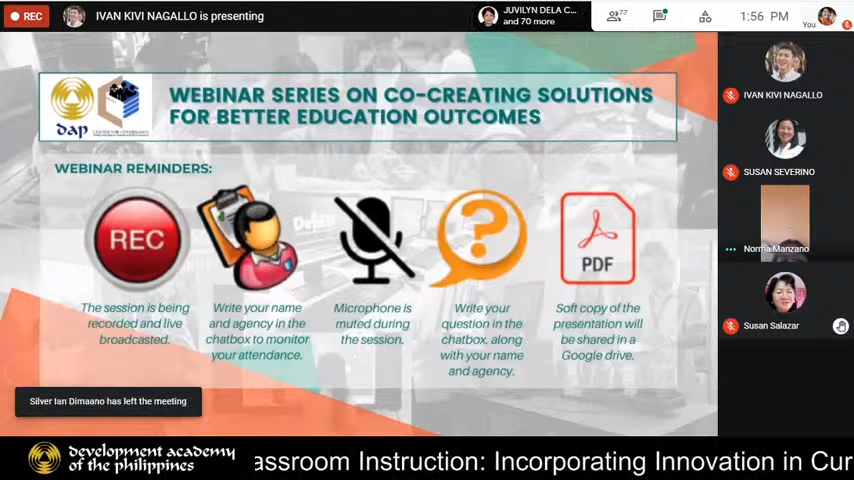 REC
IVAN KIVI NAGALLO is presenting
JUVILYN DELA C...
and 70 more
77
1:56 PM
You
dap
WEBINAR SERIES ON CO-CREATING SOLUTIONS
FOR BETTER EDUCATION OUTCOMES
WEBINAR REMINDERS:
REC
PDF
The session is being
recorded and live
broadcasted.
Write your name
and agency in the
chatbox to monitor
your attendance.
Microphone is
muted during
the session.
Write your
question in the
chatbox, along
with your name
and agency.
Soft copy of the
presentation will
be shared in a
Google drive.
IVAN KIVI NAGALLO
SUSAN SEVERINO
Norma Manzano
Susan Salazar
Silver Ian Dimaano has left the meeting
development academy
of the philippines
assroom Instruction: Incorporating Innovation in Cur